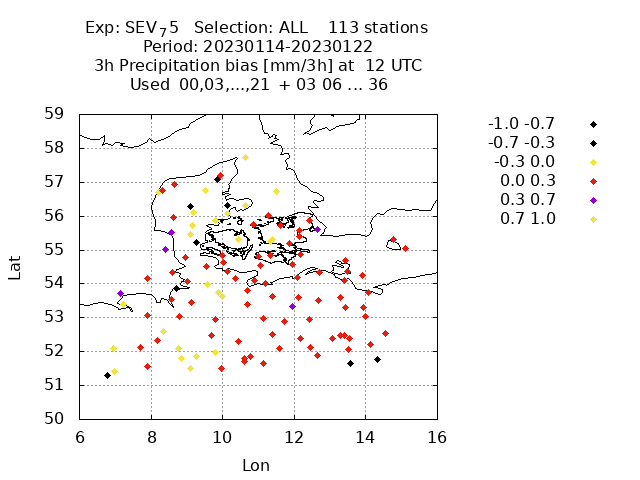 Exp: SEV₇5   Selection: ALL    113 stations
Period: 20230114-20230122
3h Precipitation bias [mm/3h] at  12 UTC
Used  00,03,...,21  + 03 06 ... 36
-1.0 -0.7
-0.7 -0.3
-0.3 0.0
0.0 0.3
0.3 0.7
0.7 1.0
59
58
57
56
55
54
53
52
51
50
Lat
6 8 10 12 14 16
Lon